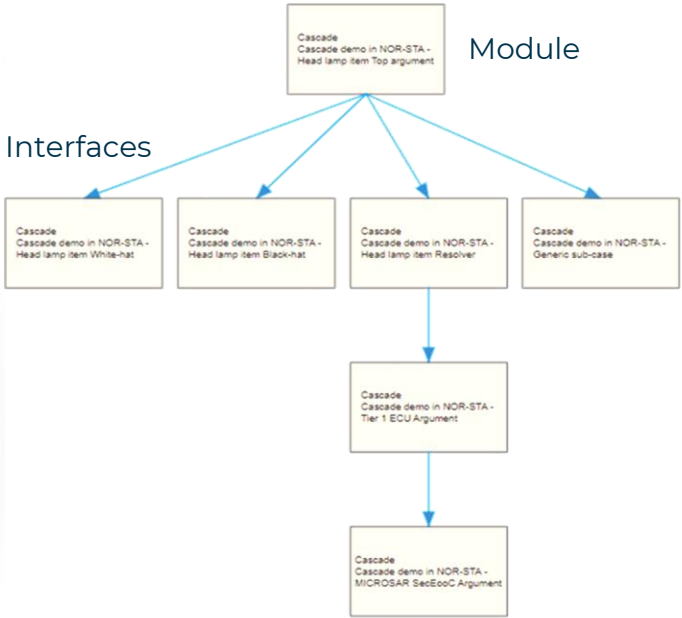 Cascade
Cascade demo in NOR-STA -
Head lamp item Top argument
Module
Interfaces
Cascade
Cascade demo in NOR-STA -
Head lamp item White-hat
Cascade
Cascade demo in NOR-STA -
Head lamp item Black-hat
Cascade
Cascade demo in NOR-STA -
Head lamp item Resolver
Cascade
Cascade demo in NOR-STA -
Generic sub-case
Cascade
Cascade demo in NOR-STA -
Tier 1 ECU Argument
Cascade
Cascade demo in NOR-STA -
MICROSAR SecEooC Argument